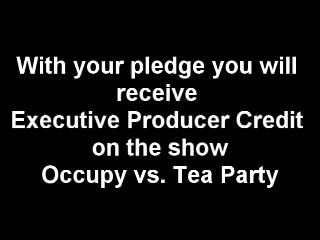 With your pledge you will
receive
Executive Producer Credit
on the show
Occupy vs. Tea Party